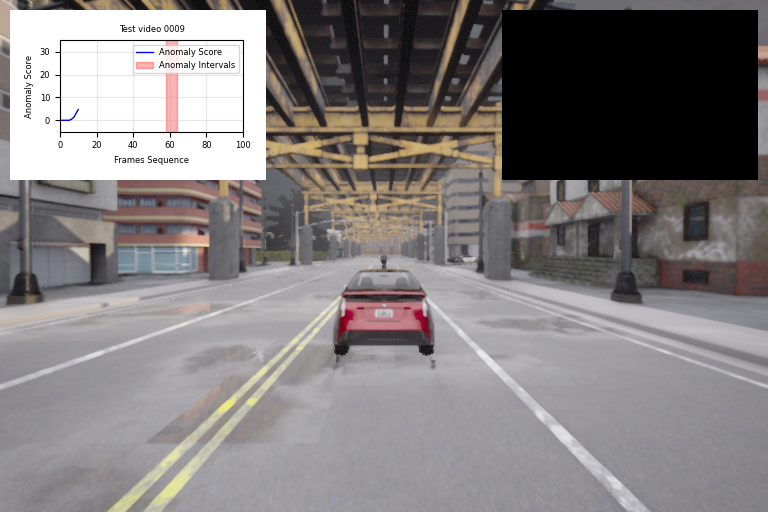 Test video 0009
Anomaly Score
Anomaly Intervals
Anomaly Score
30
20
10
0
0 20 40 60 80 100
Frames Sequence